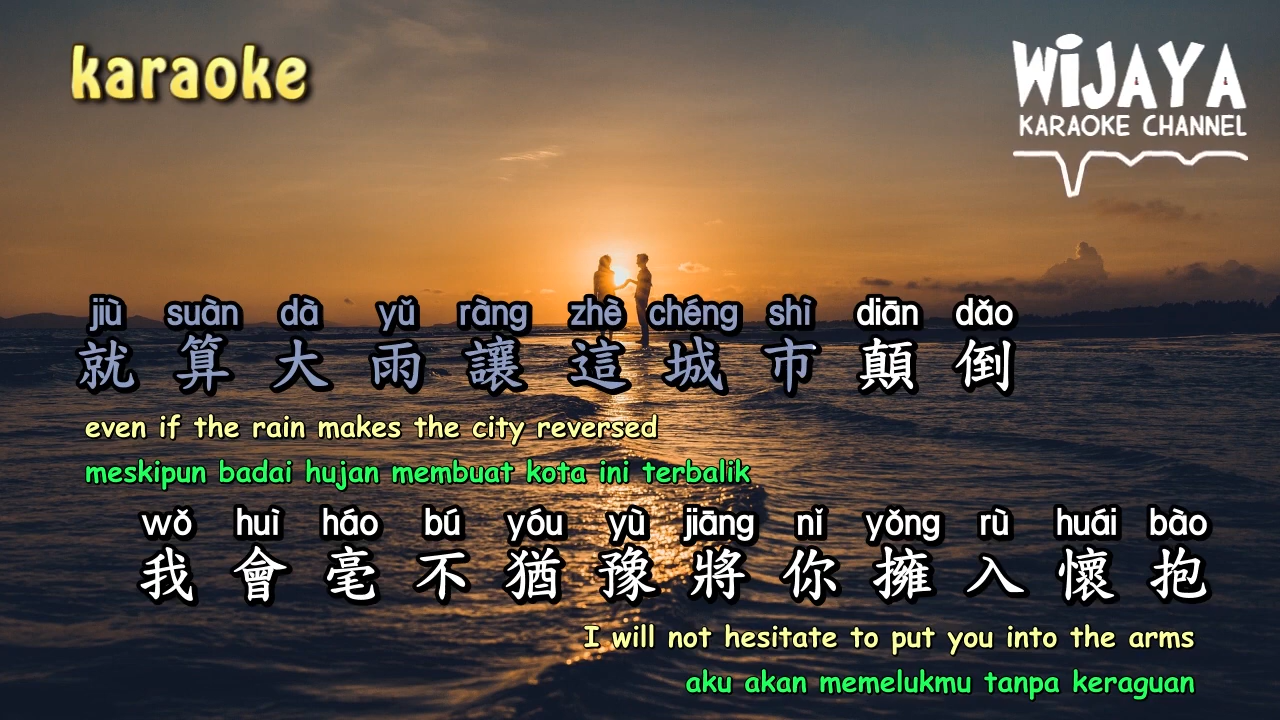 karaoke
WiJAYA
KARAOKE CHANNEL
jiù suàn dà yǔ ràng zhè chéng shì diān dǎo
就算大雨讓這城市顛倒
even if the rain makes the city reversed
meskipun badai hujan membuat kota ini terbalik
wǒ huì háo bú yóu yù jiāng nǐ yǒng rù huái bào
我會毫不猶豫將你擁入懷抱
I will not hesitate to put you into the arms
aku akan memelukmu tanpa keraguan